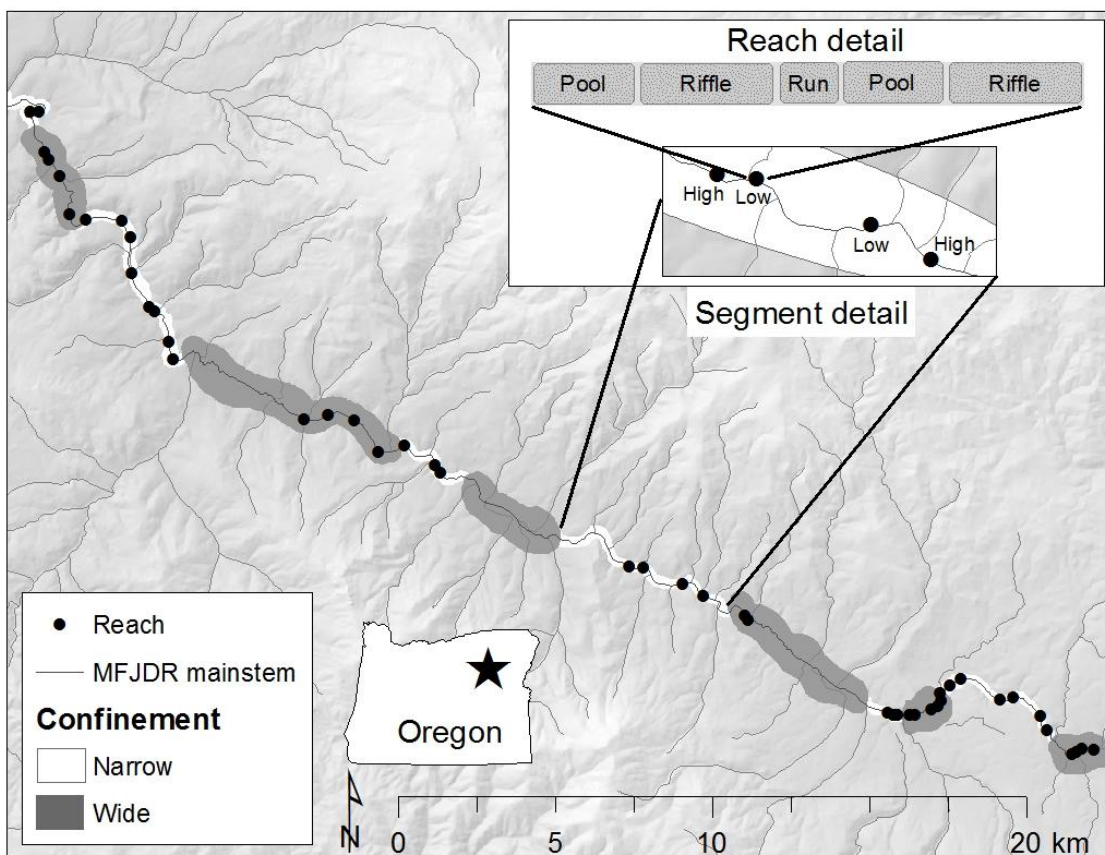 Reach detail
Pool Riffle Run Pool Riffle
High Low
Low High
Segment detail
Reach
MFJDR mainstem
Confinement
Narrow
Wide
Oregon
N
0 5 10 20 km